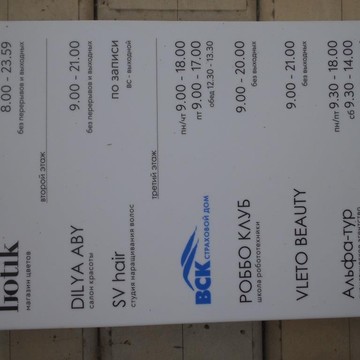 8.00 - 23.59
магазин цветов
без перерывов и выходных
второй этаж
DILYA ABY
9.00 - 21.00
салон красоты
без перерывов и выходных
SV hair
по записи
студия наращивания волос
вс - выходной
третий этаж
ВСК СТРАХОВОЙ ДОМ
пн/чт 9.00 - 18.00
пт 9.00 - 17.00
обед 12.30 - 13.30
РОББО КЛУБ
9.00 - 20.00
школа робототехники
без выходных
VLETO BEAUTY
9.00 - 21.00
без выходных
Альфа-тур
пн/пт 9.30 - 18.00
сб 9.30 - 14.00